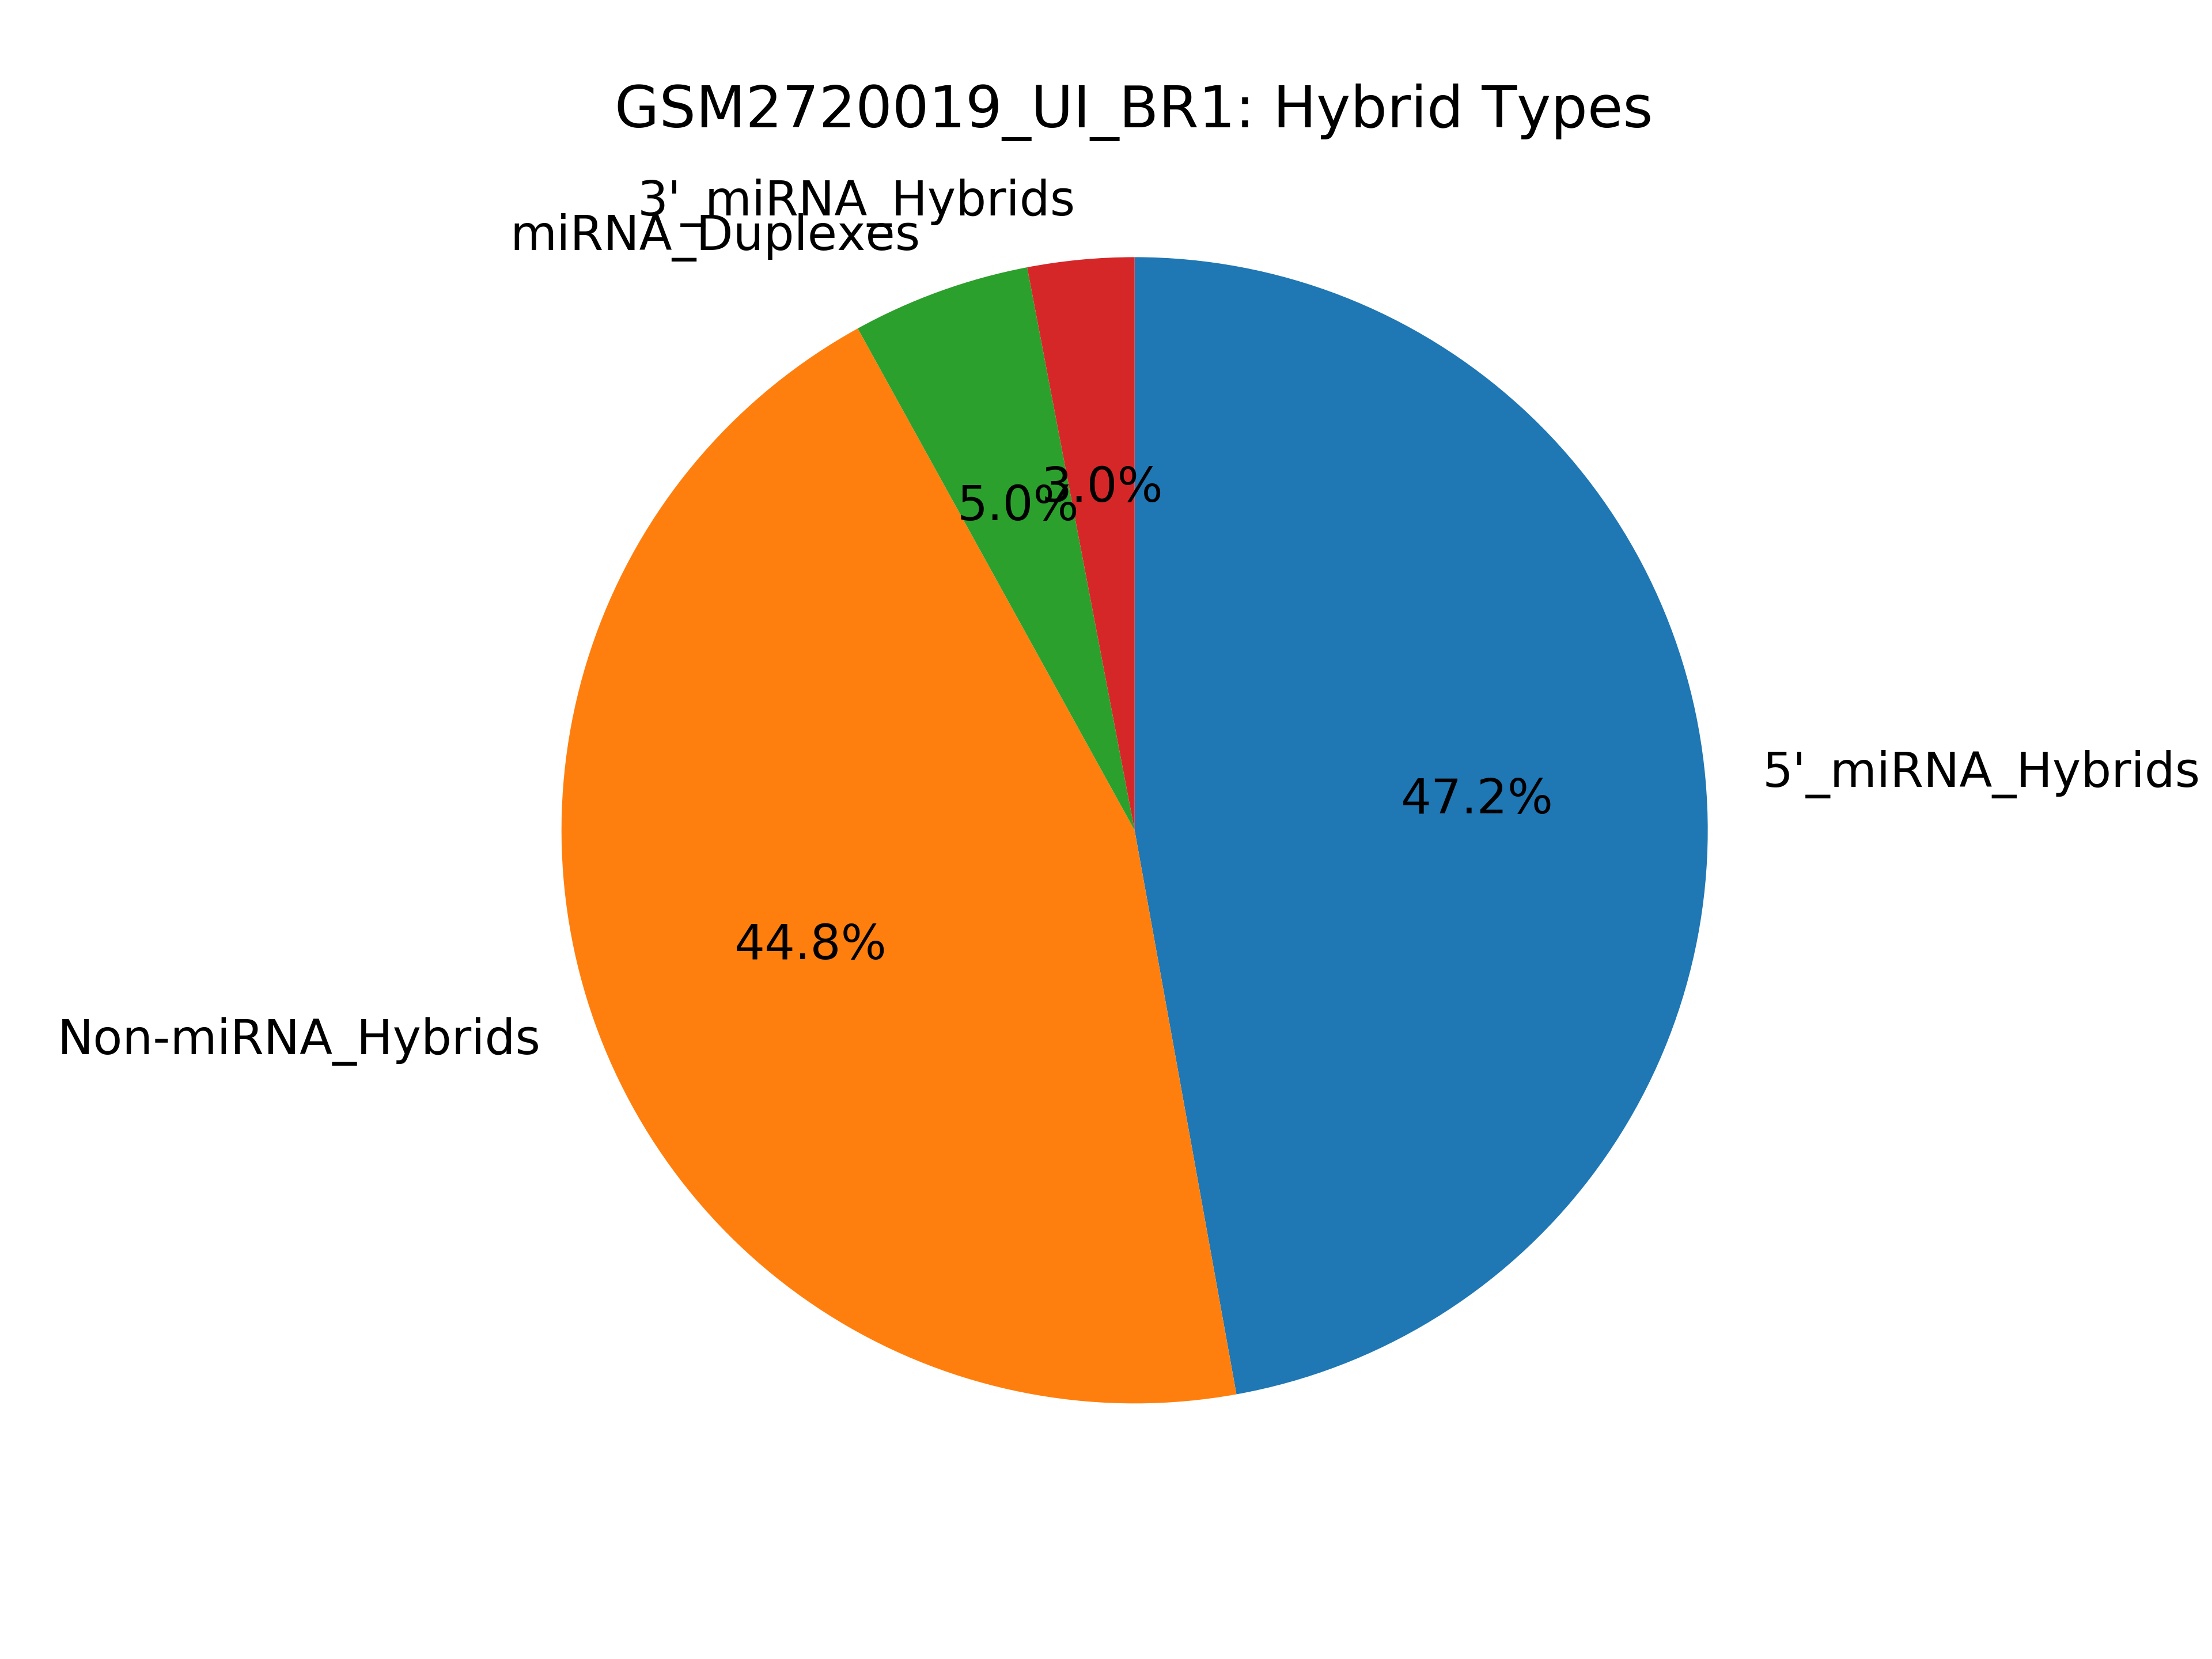 GSM2720019_UI_BR1: Hybrid Types
3'_miRNA_Hybrids
miRNA_Duplexes
5.0%
3.0%
47.2%
5'_miRNA_Hybrids
44.8%
Non-miRNA_Hybrids